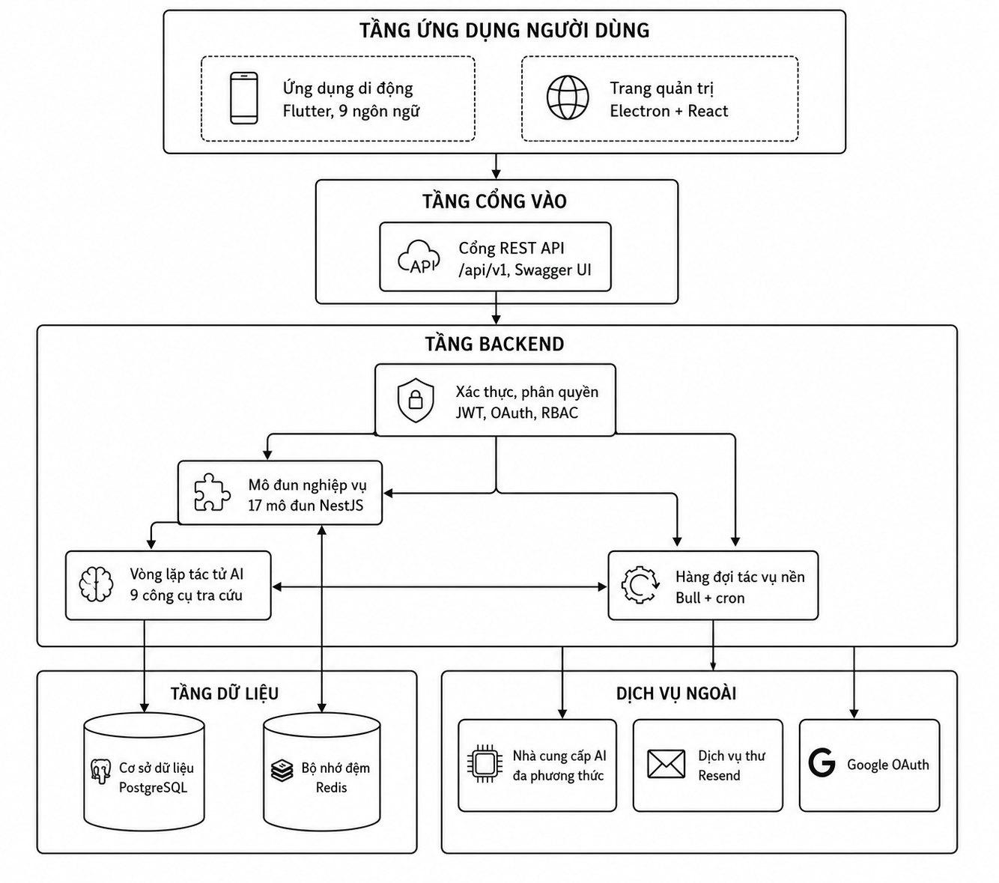 TẦNG ỨNG DỤNG NGƯỜI DÙNG
Ứng dụng di động
Flutter, 9 ngôn ngữ
Trang quản trị
Electron + React
TẦNG CỔNG VÀO
API
Cổng REST API
/api/v1, Swagger UI
TẦNG BACKEND
Xác thực, phân quyền
JWT, OAuth, RBAC
Mô đun nghiệp vụ
17 mô đun NestJS
Vòng lặp tác tử AI
9 công cụ tra cứu
Hàng đợi tác vụ nền
Bull + cron
TẦNG DỮ LIỆU
Cơ sở dữ liệu
PostgreSQL
Bộ nhớ đệm
Redis
DỊCH VỤ NGOÀI
Nhà cung cấp AI
đa phương thức
Dịch vụ thư
Resend
G
Google OAuth